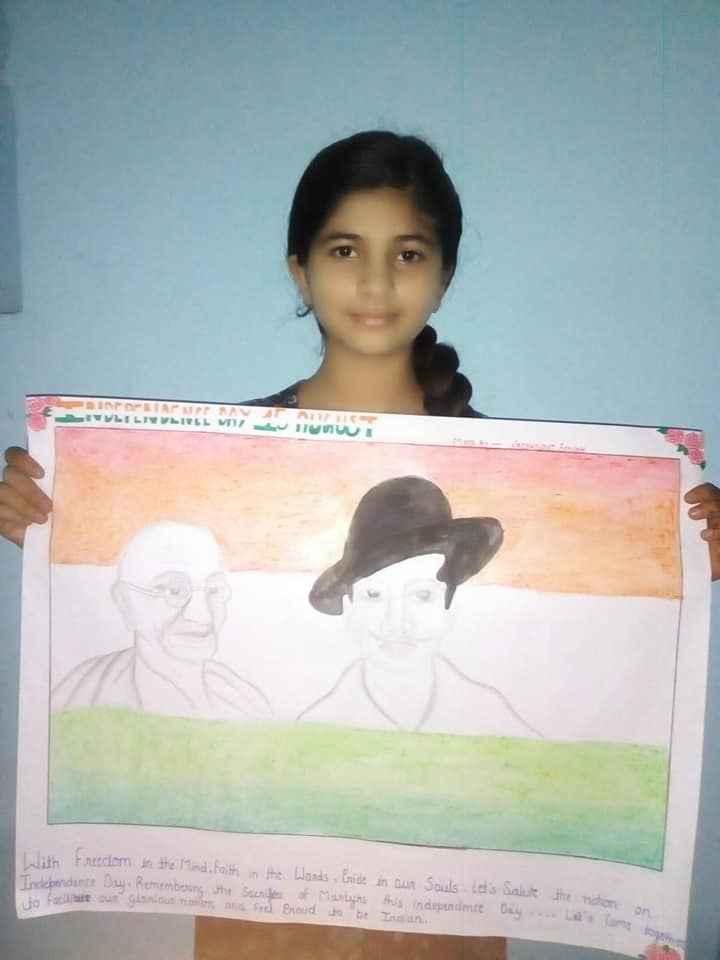 INDEPENDENCE DAY 15 AUGUST
Made by —
With Freedom in the Mind, Faith in the Words, Pride in our Souls. Let's Salute the nation on
Independence Day. Remembering the Sacrifies of Martyrs this independence Day .... Let's Come together
to facilitate our glorious nation and Feel Proud to be Indian.